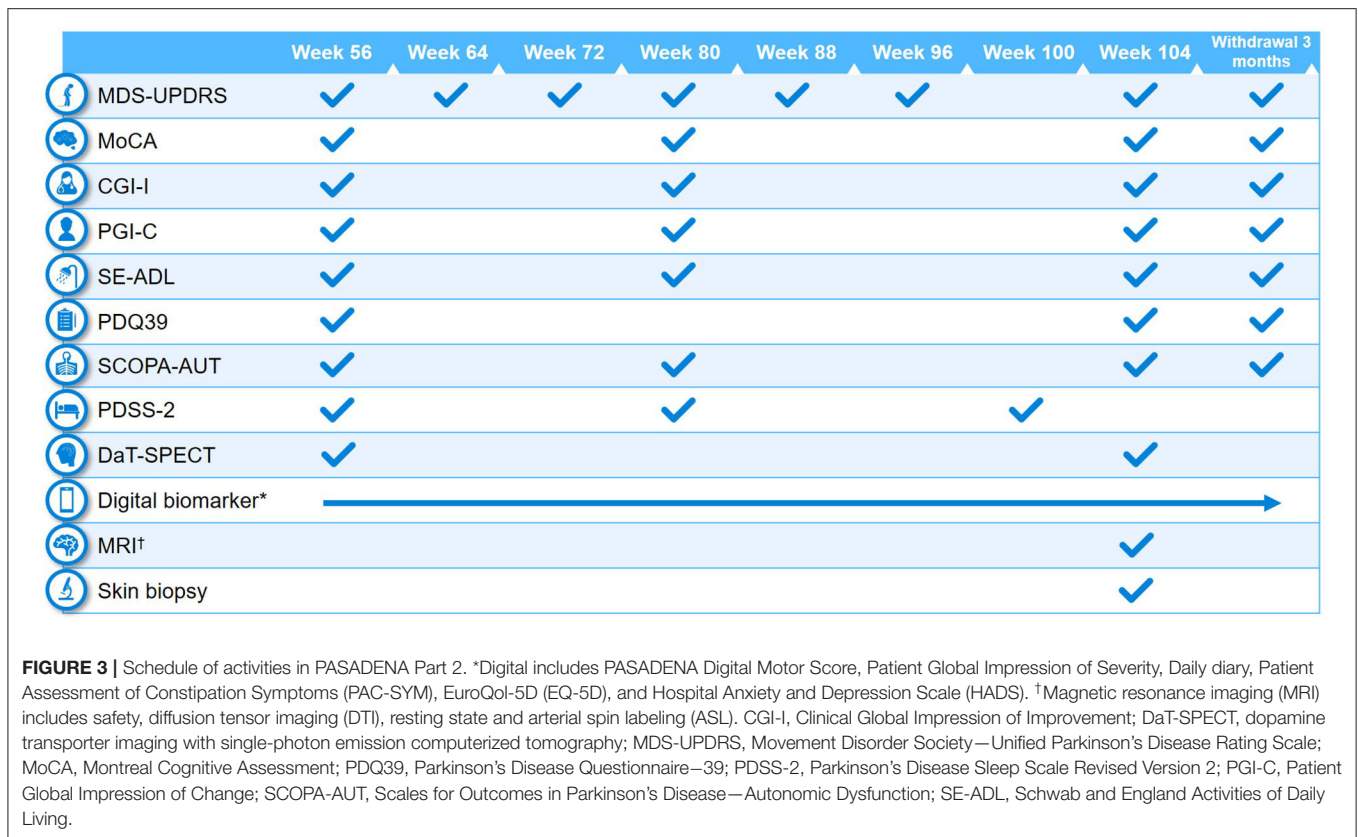 Week 56 Week 64 Week 72 Week 80 Week 88 Week 96 Week 100 Week 104 Withdrawal 3 months
MDS-UPDRS
MoCA
CGI-I
PGI-C
SE-ADL
PDQ39
SCOPA-AUT
PDSS-2
DaT-SPECT
Digital biomarker*
MRI†
Skin biopsy
FIGURE 3 | Schedule of activities in PASADENA Part 2. *Digital includes PASADENA Digital Motor Score, Patient Global Impression of Severity, Daily diary, Patient
Assessment of Constipation Symptoms (PAC-SYM), EuroQol-5D (EQ-5D), and Hospital Anxiety and Depression Scale (HADS). †Magnetic resonance imaging (MRI)
includes safety, diffusion tensor imaging (DTI), resting state and arterial spin labeling (ASL). CGI-I, Clinical Global Impression of Improvement; DaT-SPECT, dopamine
transporter imaging with single-photon emission computerized tomography; MDS-UPDRS, Movement Disorder Society—Unified Parkinson's Disease Rating Scale;
MoCA, Montreal Cognitive Assessment; PDQ39, Parkinson's Disease Questionnaire—39; PDSS-2, Parkinson's Disease Sleep Scale Revised Version 2; PGI-C, Patient
Global Impression of Change; SCOPA-AUT, Scales for Outcomes in Parkinson's Disease—Autonomic Dysfunction; SE-ADL, Schwab and England Activities of Daily
Living.